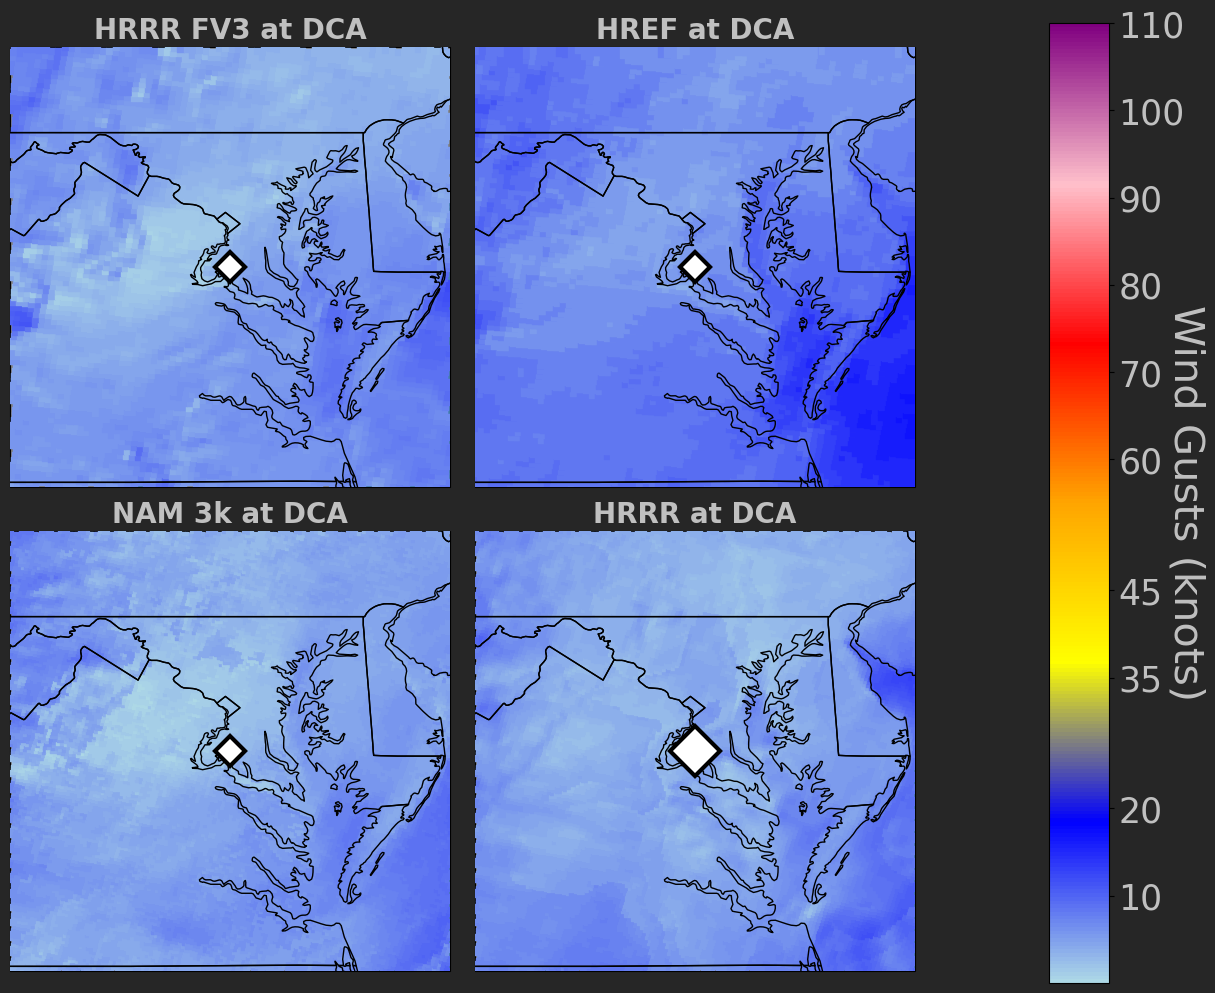 HRRR FV3 at DCA
HREF at DCA
NAM 3k at DCA
HRRR at DCA
110
100
90
80
70
60
45
35
20
10
Wind Gusts (knots)